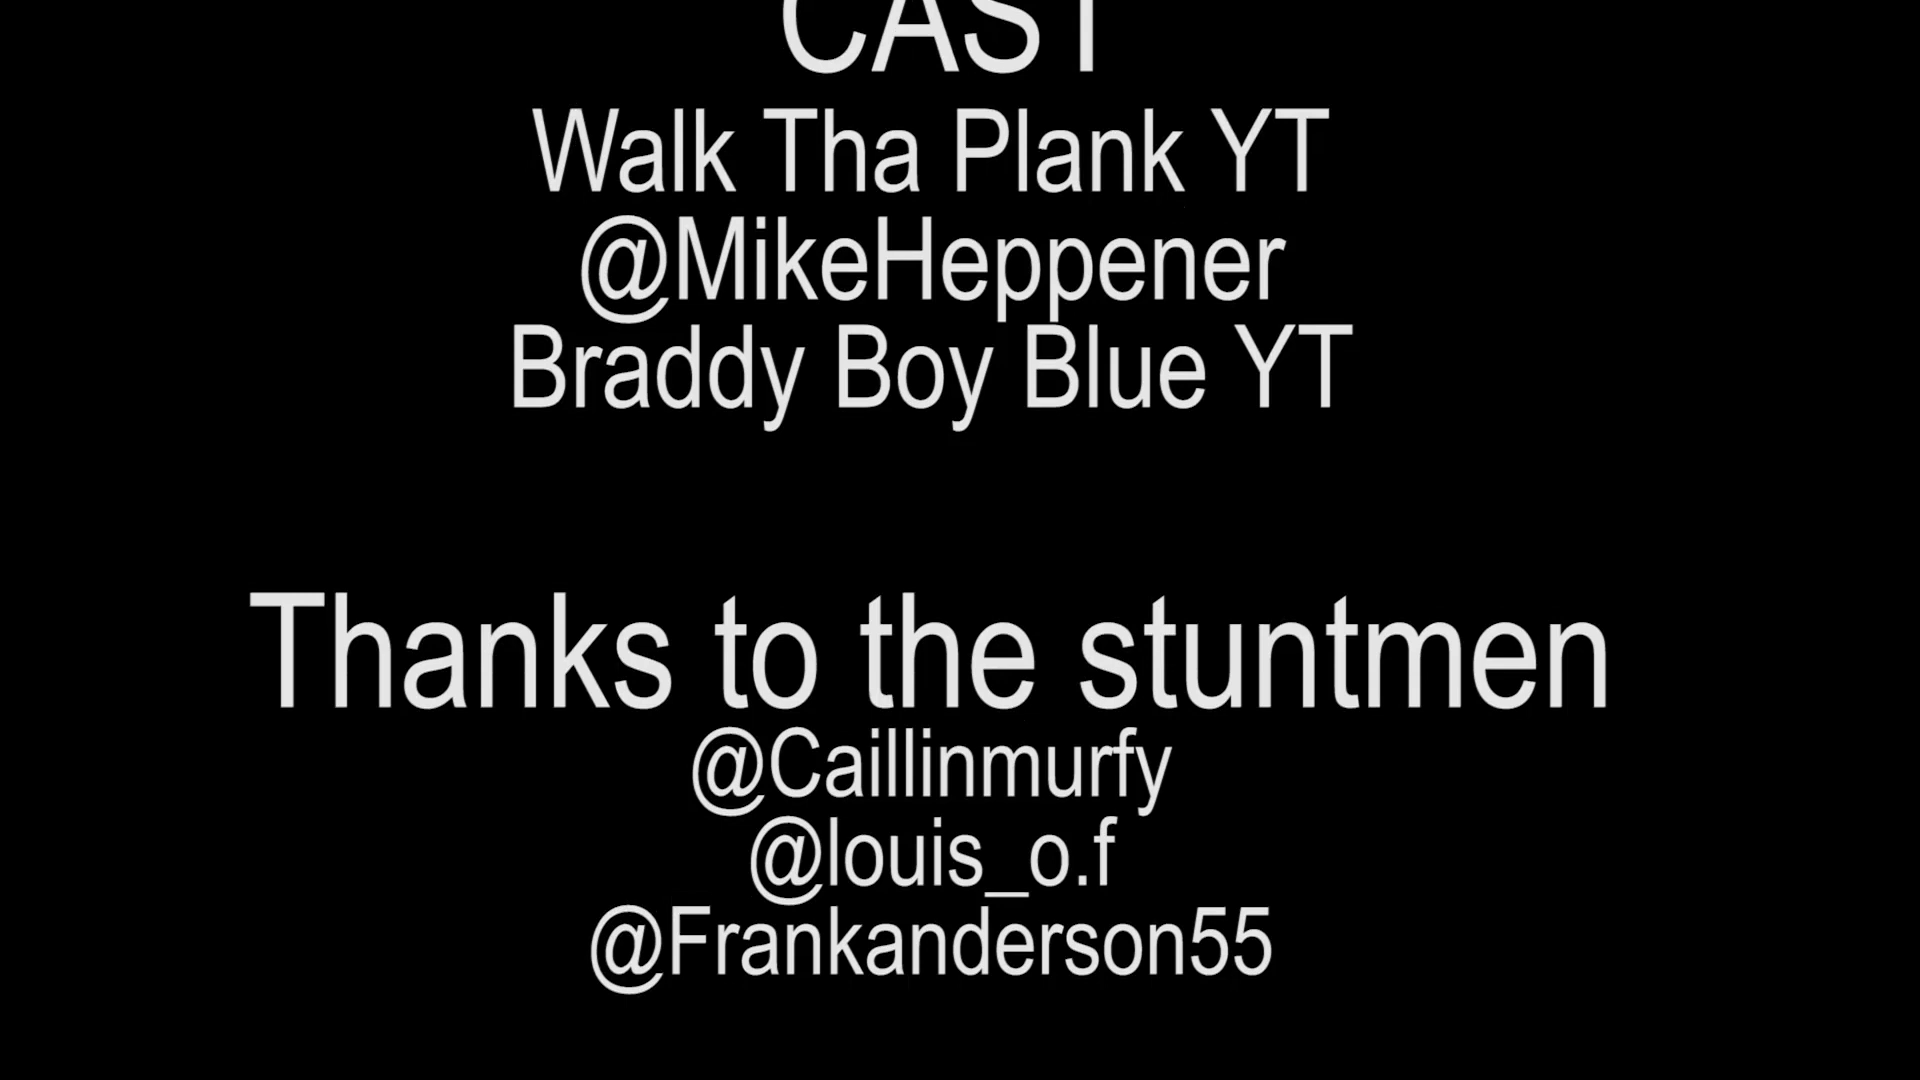 CAST
Walk Tha Plank YT
@MikeHeppener
Braddy Boy Blue YT
Thanks to the stuntmen
@Caillinmurfy
@louis_o.f
@Frankanderson55